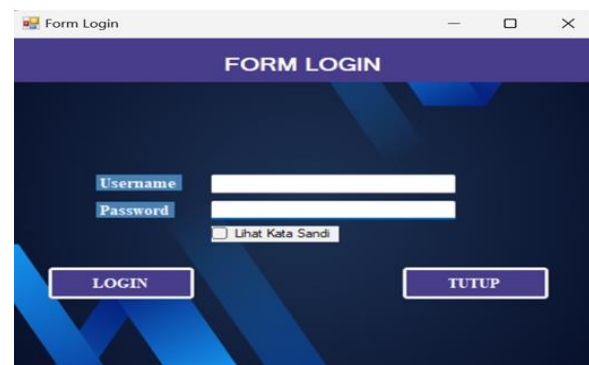 Form Login
FORM LOGIN
Username
Password
Lihat Kata Sandi
LOGIN
TUTUP